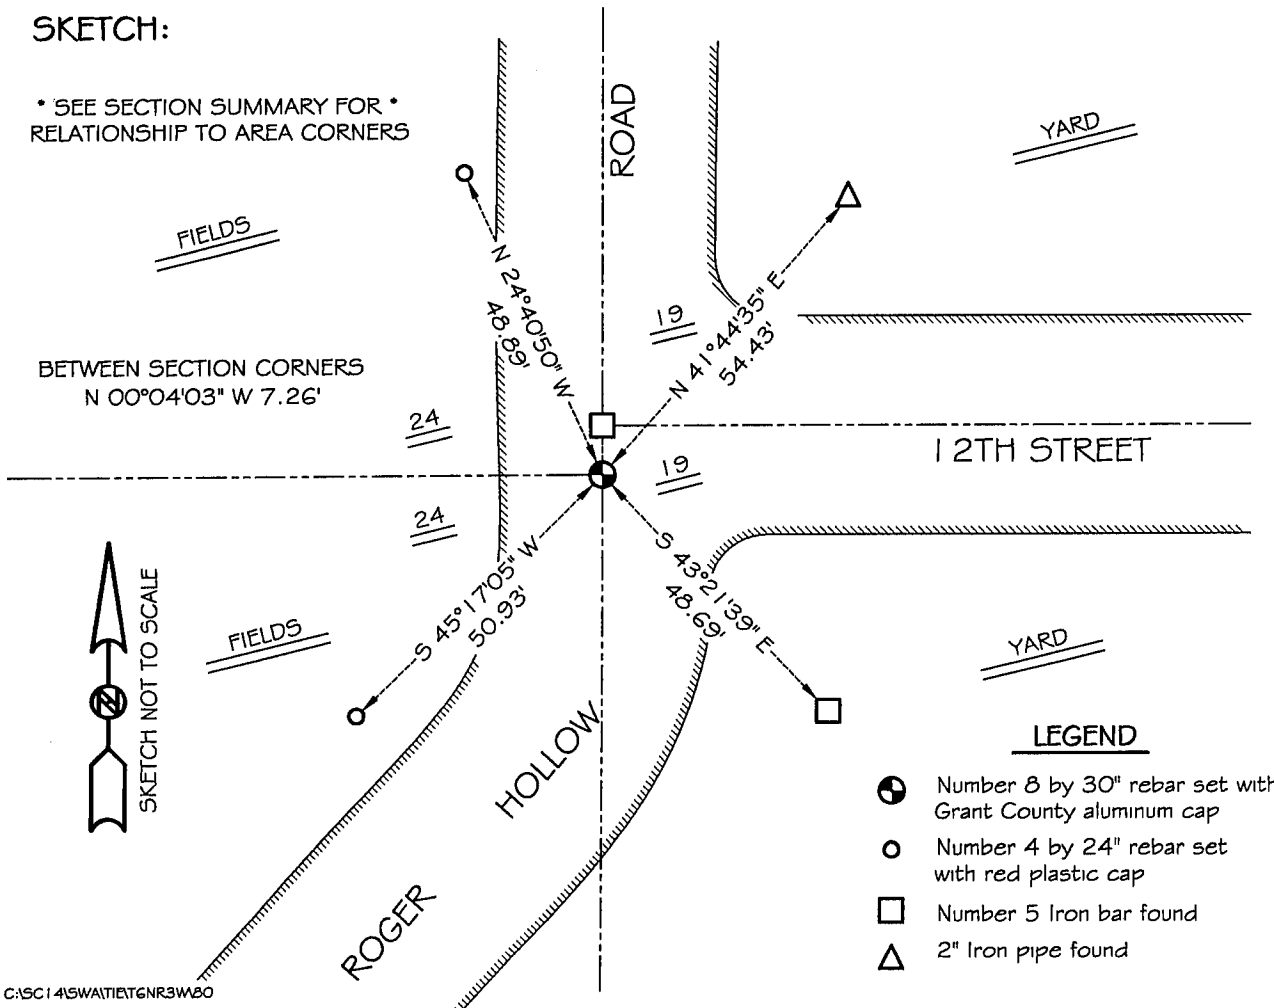 SKETCH:
* SEE SECTION SUMMARY FOR *
RELATIONSHIP TO AREA CORNERS
ROAD
YARD
FIELDS
N 24°40'50" W
48.89'
N 41°44'35" E
54.43'
19
BETWEEN SECTION CORNERS
N 00°04'03" W 7.26'
24
12TH STREET
19
24
S 45°17'05" W
50.93'
S 43°21'39" E
48.69'
FIELDS
YARD
N
SKETCH NOT TO SCALE
HOLLOW
ROGER
LEGEND
Number 8 by 30" rebar set with
Grant County aluminum cap
Number 4 by 24" rebar set
with red plastic cap
Number 5 Iron bar found
2" Iron pipe found
C:\SC14\SWA\TIE\T6NR3W\80